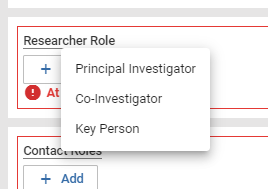 Researcher Role
+
Principal Investigator
Co-Investigator
Key Person
At
Contact Roles
+ Add